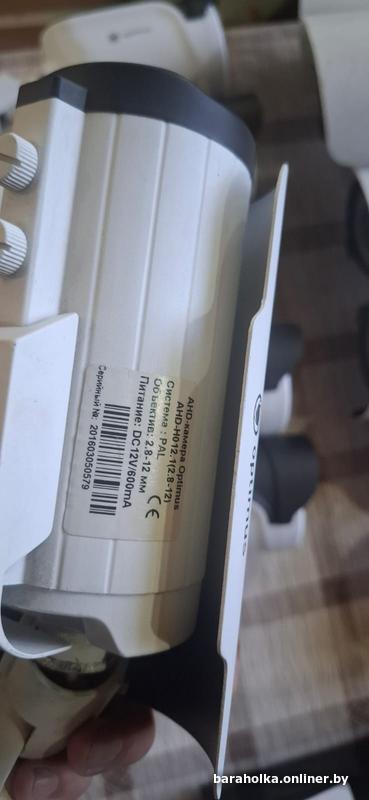 AHD-камера Optimus
AHD-H012.1(2.8-12)
Система : PAL
Объектив: 2,8-12 мм
Питание: DC12V/600mA
CE
Серийный №: 201603050579
optimus
baraholka.onliner.by